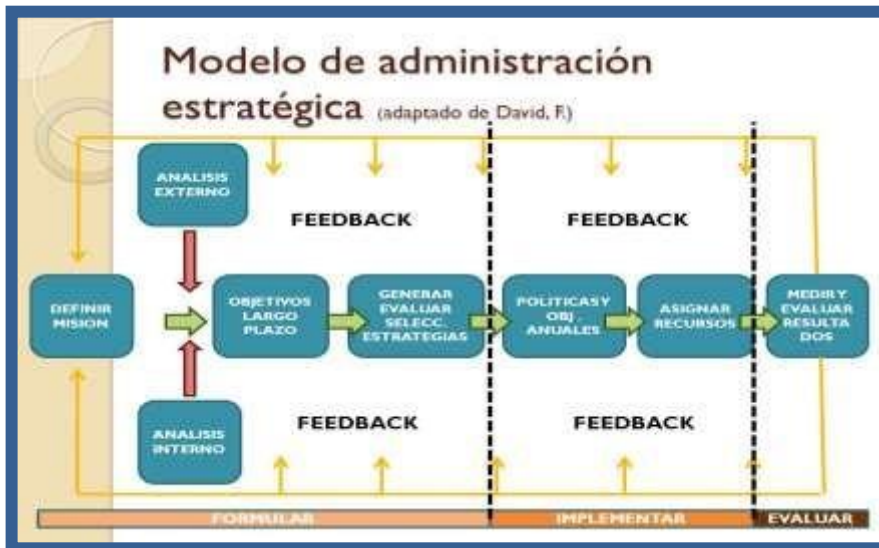 Modelo de administración
estratégica (adaptado de David, F.)
ANALISIS
EXTERNO
FEEDBACK
FEEDBACK
DEFINIR
MISION
OBJETIVOS
LARGO
PLAZO
GENERAR
EVALUAR
SELECC.
ESTRATEGIAS
POLITICAS Y
OBJ.
ANUALES
ASIGNAR
RECURSOS
MEDIR Y
EVALUAR
RESULTA
DOS
ANALISIS
INTERNO
FEEDBACK
FEEDBACK
FORMULAR
IMPLEMENTAR
EVALUAR